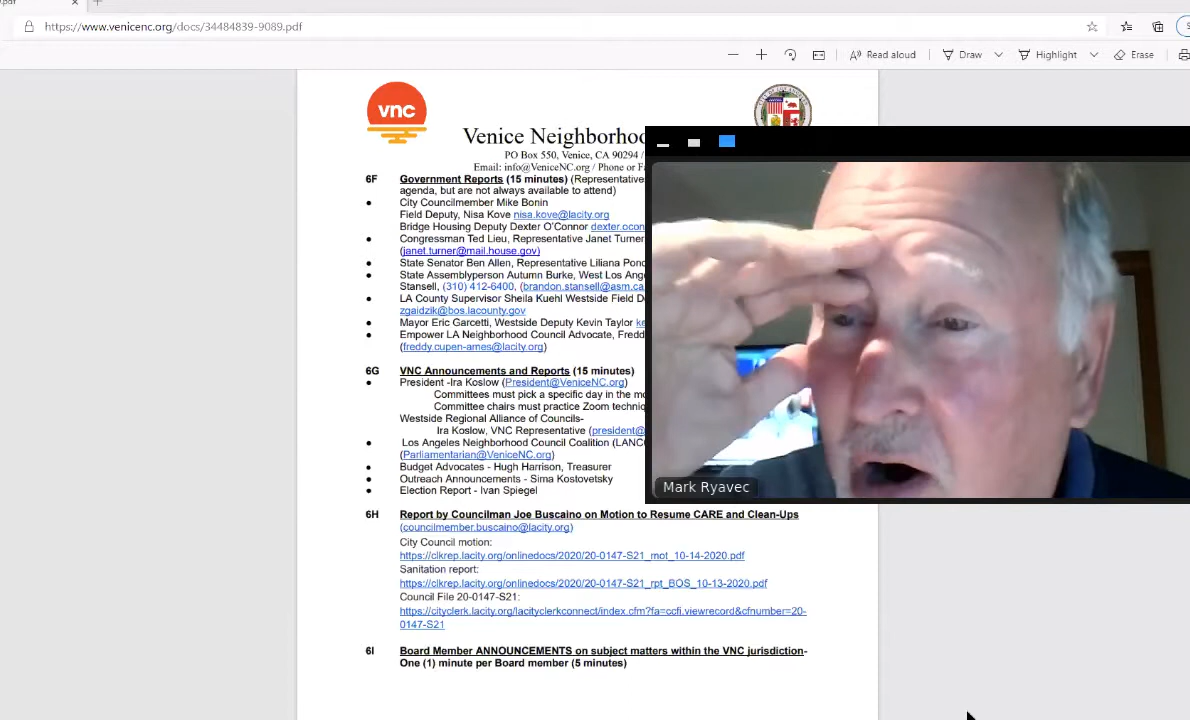 .pdf
https://www.venicenc.org/docs/34484839-9089.pdf
Read aloud
Draw
Highlight
Erase
vnc
Venice Neighborhoo
PO Box 550, Venice, CA 90294 /
Email: info@VeniceNC.org / Phone or F
6F Government Reports (15 minutes) (Representatives
agenda, but are not always available to attend)
● City Councilmember Mike Bonin
Field Deputy, Nisa Kove nisa.kove@lacity.org
Bridge Housing Deputy Dexter O'Connor dexter.ocon
● Congressman Ted Lieu, Representative Janet Turner
(janet.turner@mail.house.gov)
● State Senator Ben Allen, Representative Liliana Pon
● State Assemblyperson Autumn Burke, West Los Ange
Stansell, (310) 412-6400, (brandon.stansell@asm.ca
● LA County Supervisor Sheila Kuehl Westside Field D
zgaidzik@bos.lacounty.gov
● Mayor Eric Garcetti, Westside Deputy Kevin Taylor ke
● Empower LA Neighborhood Council Advocate, Fredd
(freddy.cupen-ames@lacity.org)
6G VNC Announcements and Reports (15 minutes)
● President -Ira Koslow (President@VeniceNC.org)
Committees must pick a specific day in the mo
Committee chairs must practice Zoom techniq
Westside Regional Alliance of Councils-
Ira Koslow, VNC Representative (president@
● Los Angeles Neighborhood Council Coalition (LANC
(Parliamentarian@VeniceNC.org)
● Budget Advocates - Hugh Harrison, Treasurer
● Outreach Announcements - Sima Kostovetsky
● Election Report - Ivan Spiegel
6H Report by Councilman Joe Buscaino on Motion to Resume CARE and Clean-Ups
(councilmember.buscaino@lacity.org)
City Council motion:
https://clkrep.lacity.org/onlinedocs/2020/20-0147-S21_mot_10-14-2020.pdf
Sanitation report:
https://clkrep.lacity.org/onlinedocs/2020/20-0147-S21_rpt_BOS_10-13-2020.pdf
Council File 20-0147-S21:
https://cityclerk.lacity.org/lacityclerkconnect/index.cfm?fa=ccfi.viewrecord&cfnumber=20-
0147-S21
6I Board Member ANNOUNCEMENTS on subject matters within the VNC jurisdiction-
One (1) minute per Board member (5 minutes)
Mark Ryavec